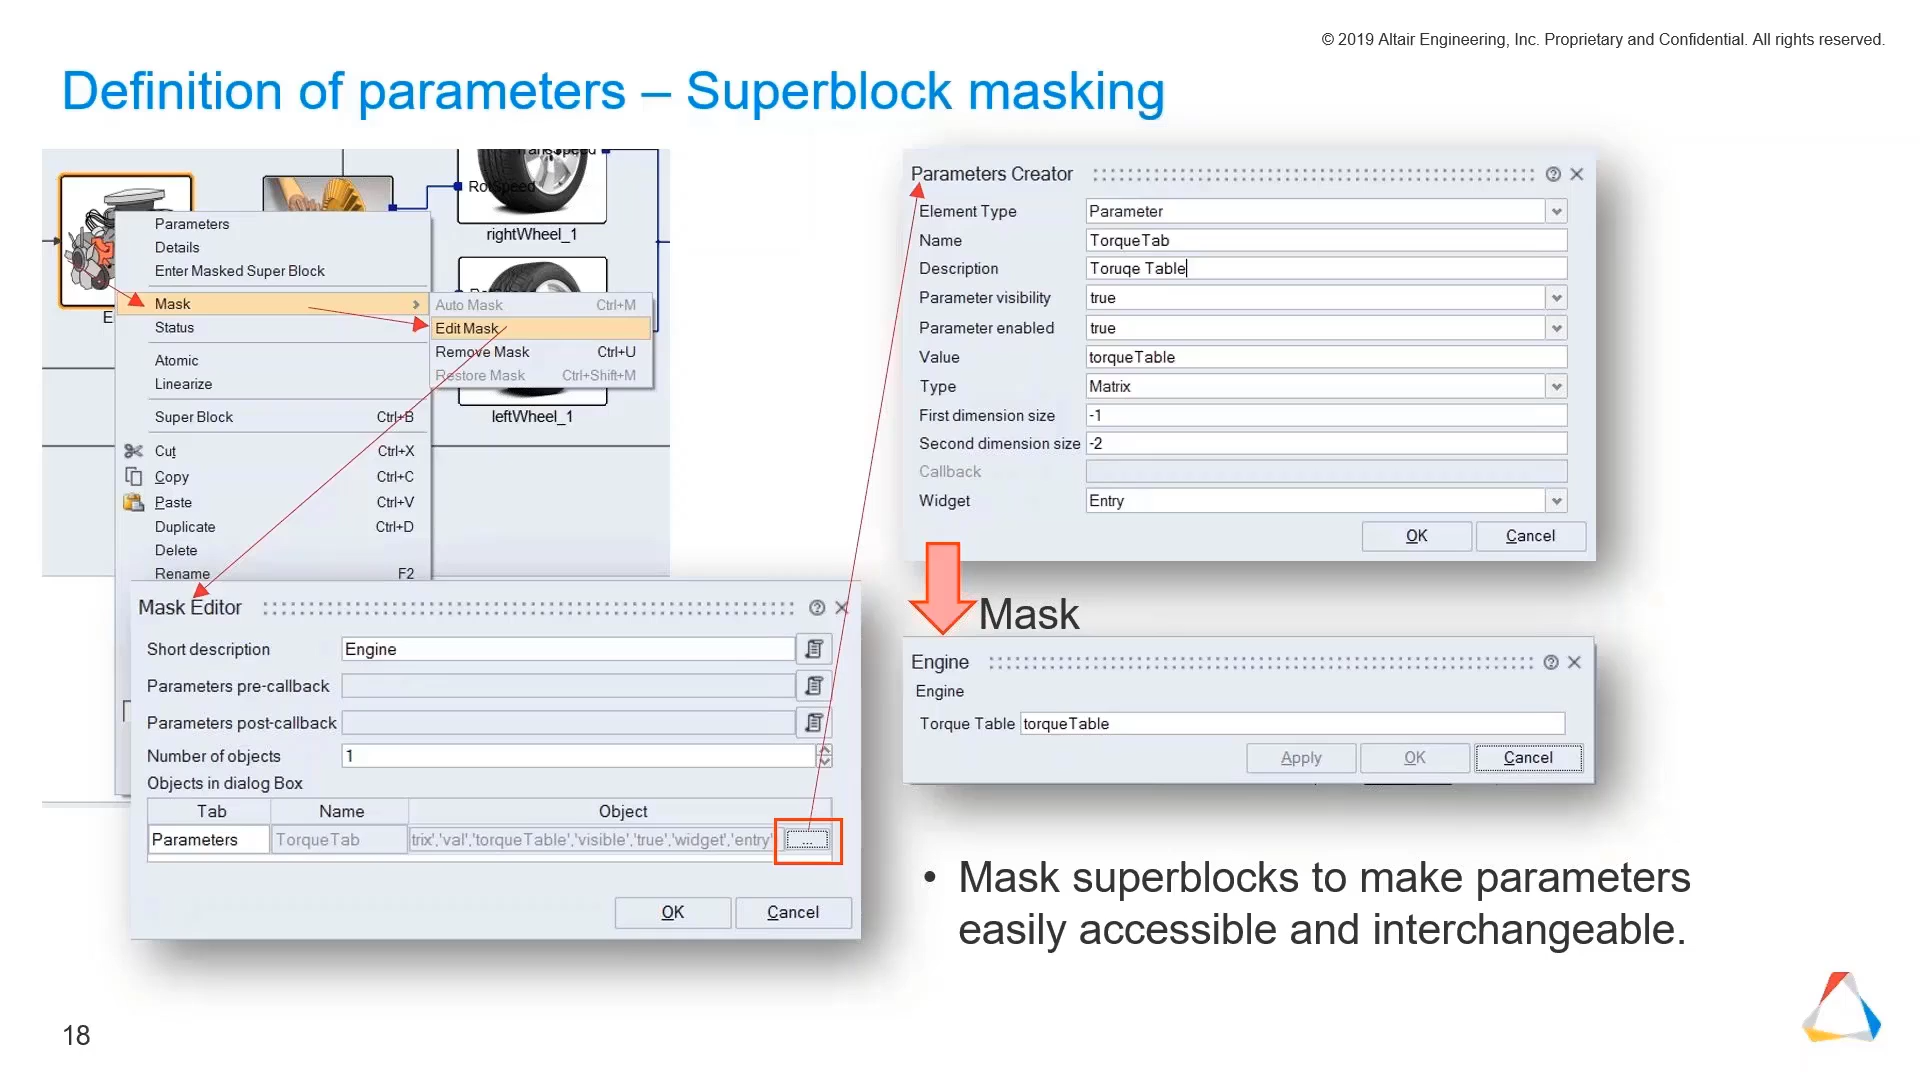 © 2019 Altair Engineering, Inc. Proprietary and Confidential. All rights reserved.
Definition of parameters – Superblock masking
TransSpeed
RotSpeed
rightWheel_1
leftWheel_1
E
Parameters
Details
Enter Masked Super Block
Mask
Status
Atomic
Linearize
Super Block Ctrl+B
Cut Ctrl+X
Copy Ctrl+C
Paste Ctrl+V
Duplicate Ctrl+D
Delete
Rename F2
Auto Mask Ctrl+M
Edit Mask
Remove Mask Ctrl+U
Restore Mask Ctrl+Shift+M
Mask Editor
Short description Engine
Parameters pre-callback
Parameters post-callback
Number of objects 1
Objects in dialog Box
Tab Name Object
Parameters TorqueTab trix','val','torqueTable','visible','true','widget','entry' ...
OK Cancel
Parameters Creator
Element Type Parameter
Name TorqueTab
Description Toruqe Table
Parameter visibility true
Parameter enabled true
Value torqueTable
Type Matrix
First dimension size -1
Second dimension size -2
Callback
Widget Entry
OK Cancel
Mask
Engine
Engine
Torque Table torqueTable
Apply OK Cancel
• Mask superblocks to make parameters
easily accessible and interchangeable.
18